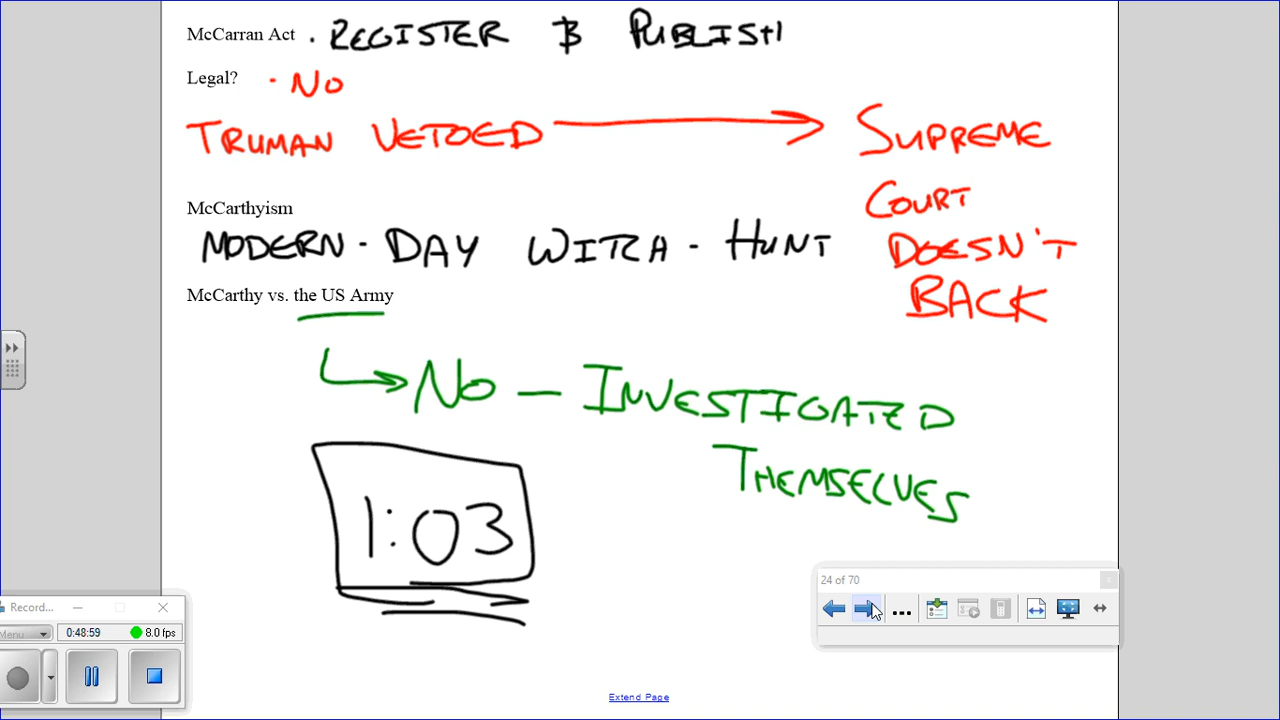 McCarran Act . REGISTER & PUBLISH
Legal? · NO
TRUMAN VETOED → SUPREME
COURT
DOESN'T
BACK
McCarthyism
MODERN-DAY WITCH-HUNT
McCarthy vs. the US Army
NO - INVESTIGATED
THEMSELVES
1:03
24 of 70
Record...
Menu
0:48:59 8.0 fps
Extend Page